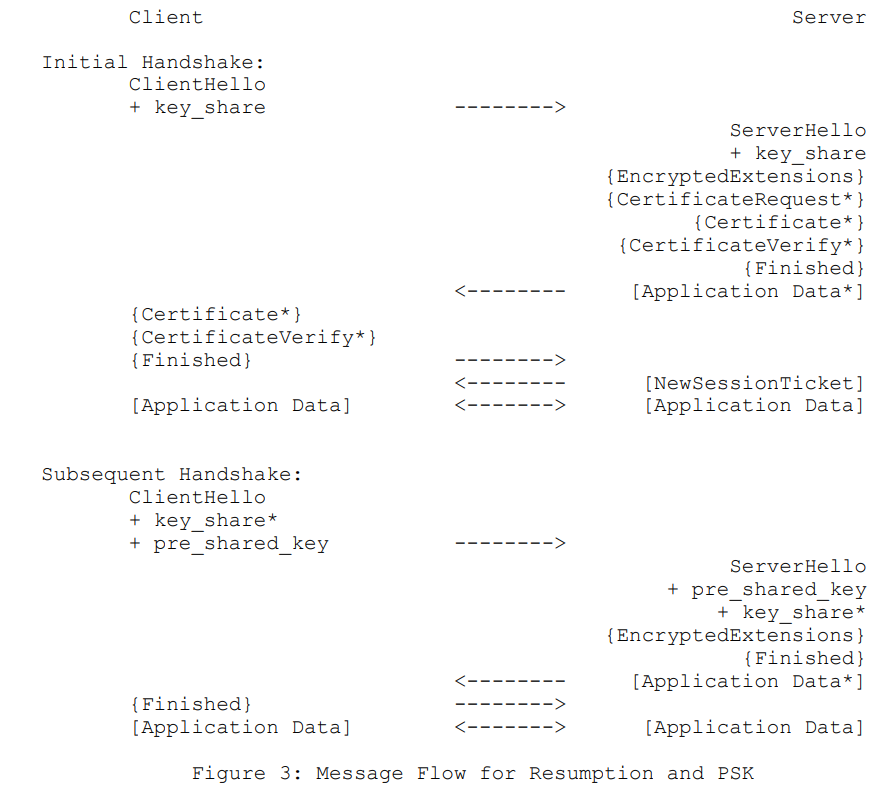 Client Server
Initial Handshake:
ClientHello
+ key_share -------->
ServerHello
+ key_share
{EncryptedExtensions}
{CertificateRequest*}
{Certificate*}
{CertificateVerify*}
{Finished}
<-------- [Application Data*]
{Certificate*}
{CertificateVerify*}
{Finished} -------->
<-------- [NewSessionTicket]
[Application Data] <-------> [Application Data]
Subsequent Handshake:
ClientHello
+ key_share*
+ pre_shared_key -------->
ServerHello
+ pre_shared_key
+ key_share*
{EncryptedExtensions}
{Finished}
<-------- [Application Data*]
{Finished} -------->
[Application Data] <-------> [Application Data]
Figure 3: Message Flow for Resumption and PSK